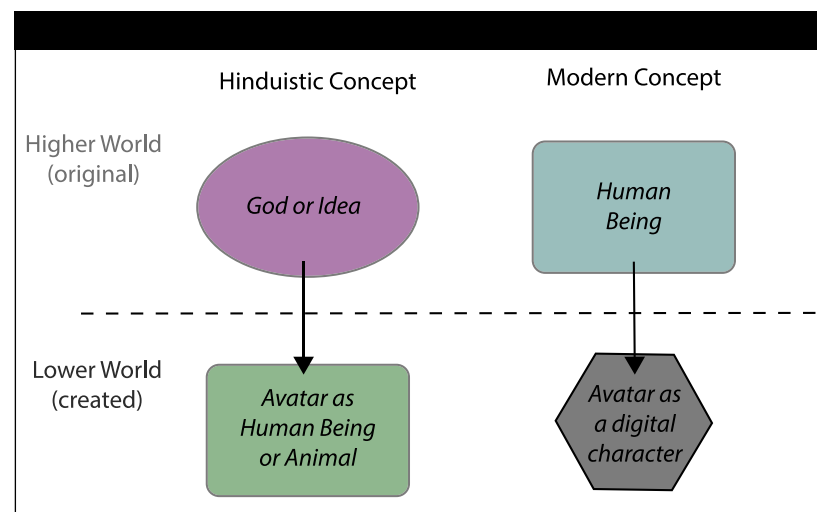 Hinduistic Concept
Modern Concept
Higher World
(original)
God or Idea
Human
Being
Lower World
(created)
Avatar as
Human Being
or Animal
Avatar as
a digital
character